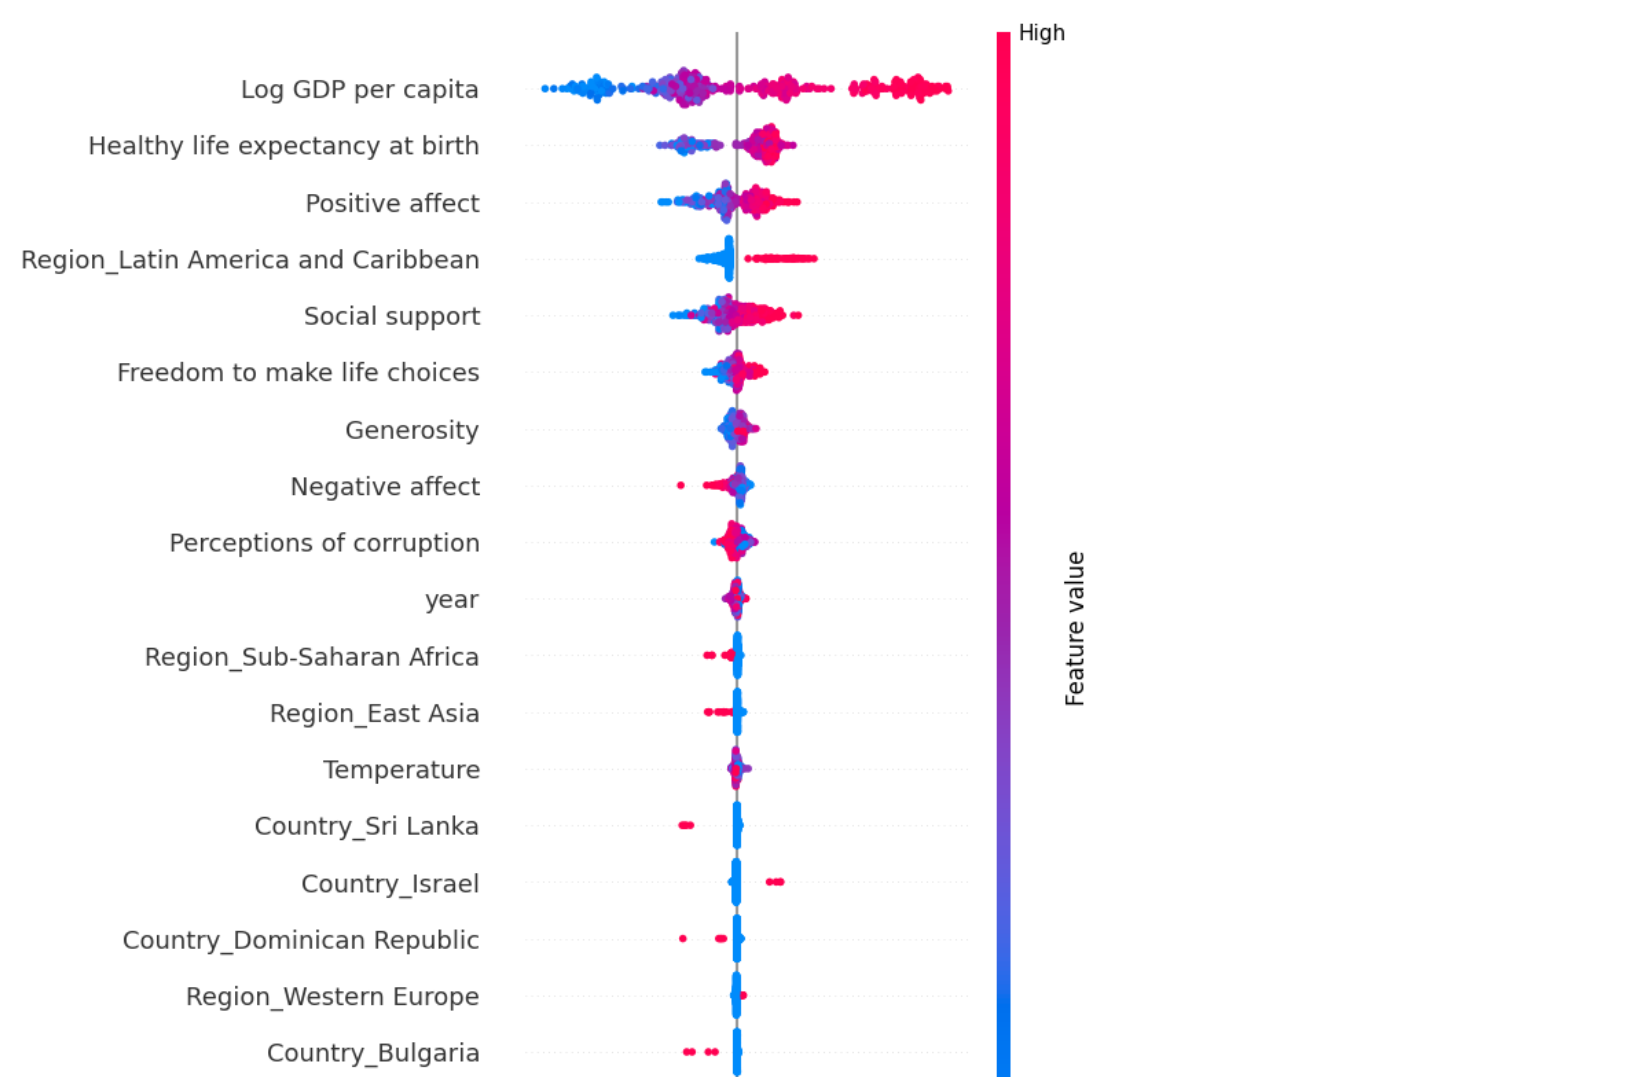 High
Log GDP per capita
Healthy life expectancy at birth
Positive affect
Region_Latin America and Caribbean
Social support
Freedom to make life choices
Generosity
Negative affect
Perceptions of corruption
year
Region_Sub-Saharan Africa
Region_East Asia
Temperature
Country_Sri Lanka
Country_Israel
Country_Dominican Republic
Region_Western Europe
Country_Bulgaria
Feature value